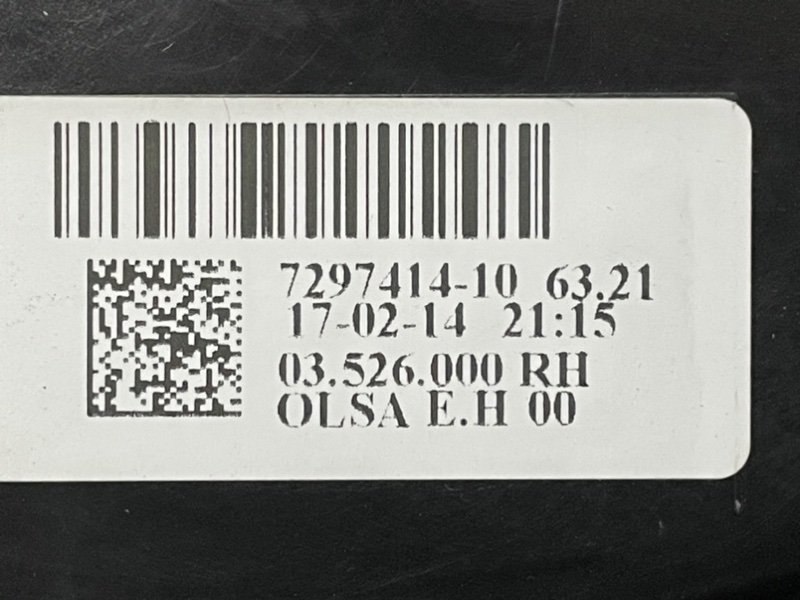 7297414-10 63.21
17-02-14 21:15
03.526.000 RH
OLSA E.H 00